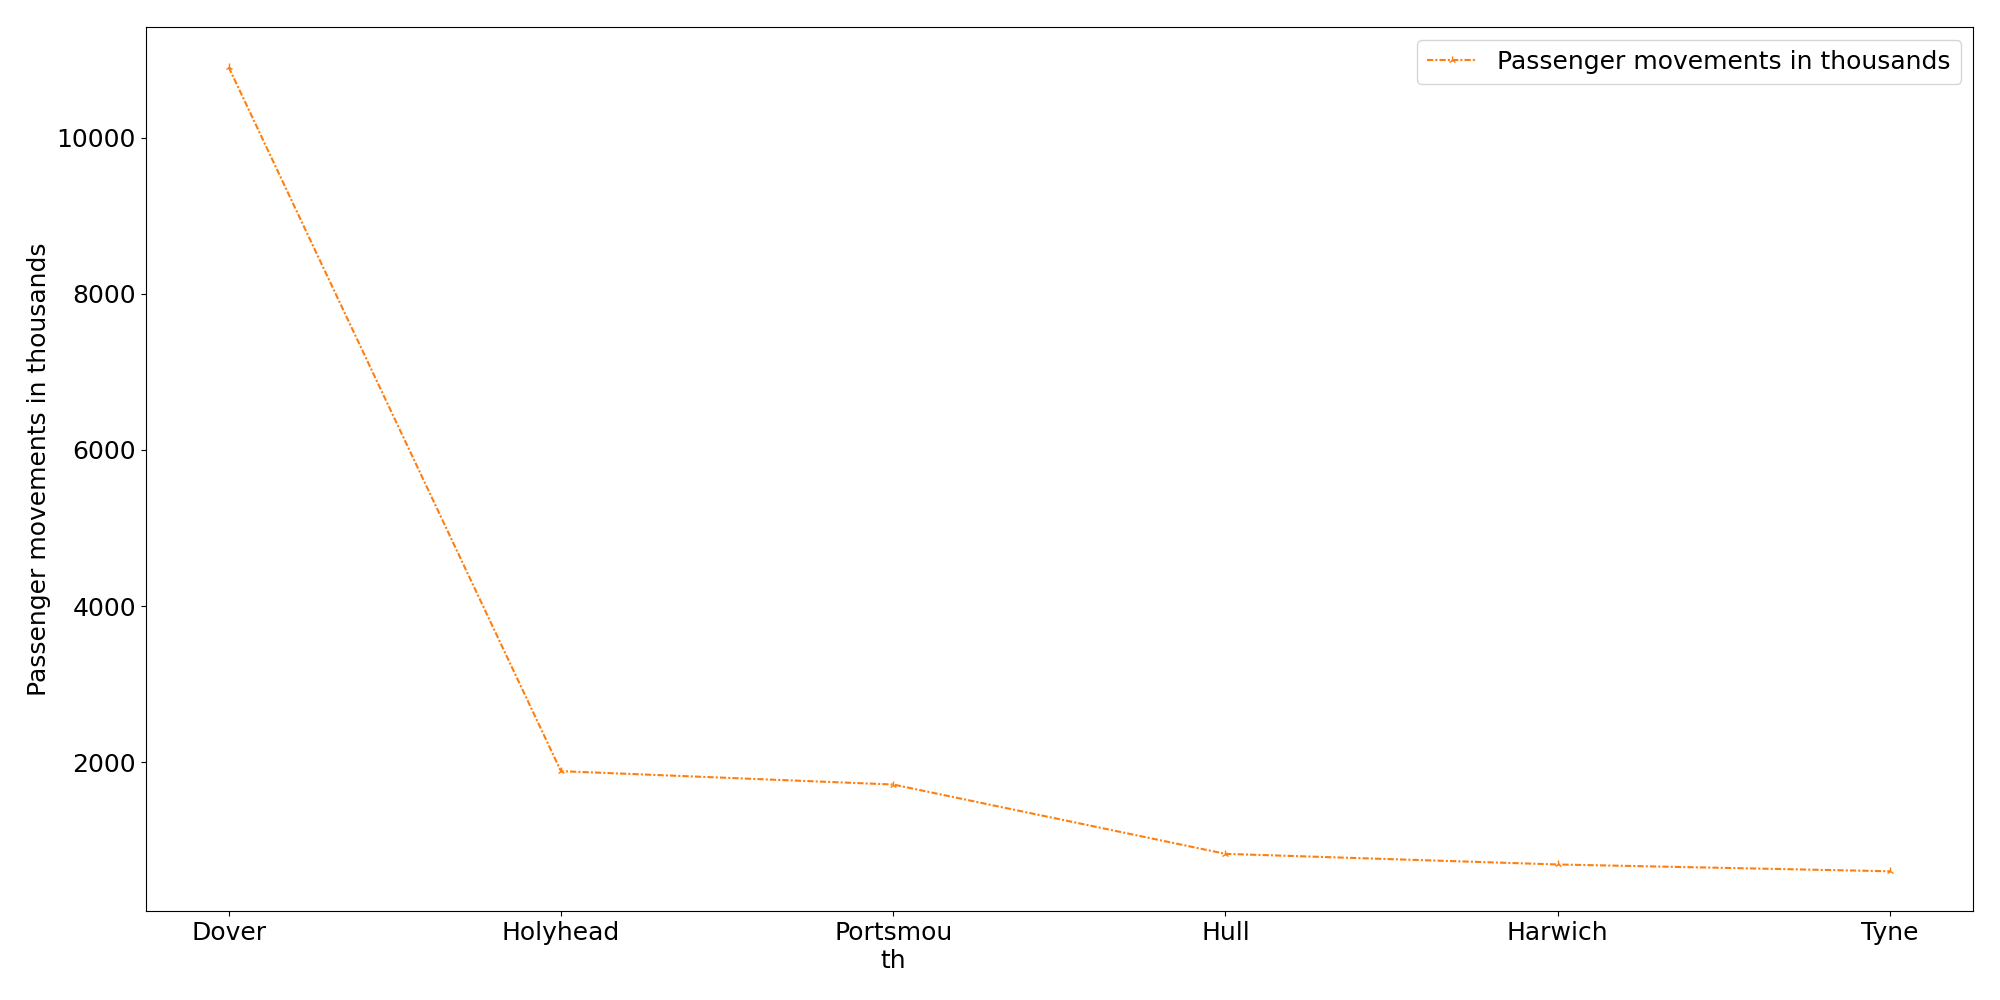 Passenger movements in thousands
10000
8000
6000
4000
2000
Passenger movements in thousands
Dover
Holyhead
Portsmou
th
Hull
Harwich
Tyne